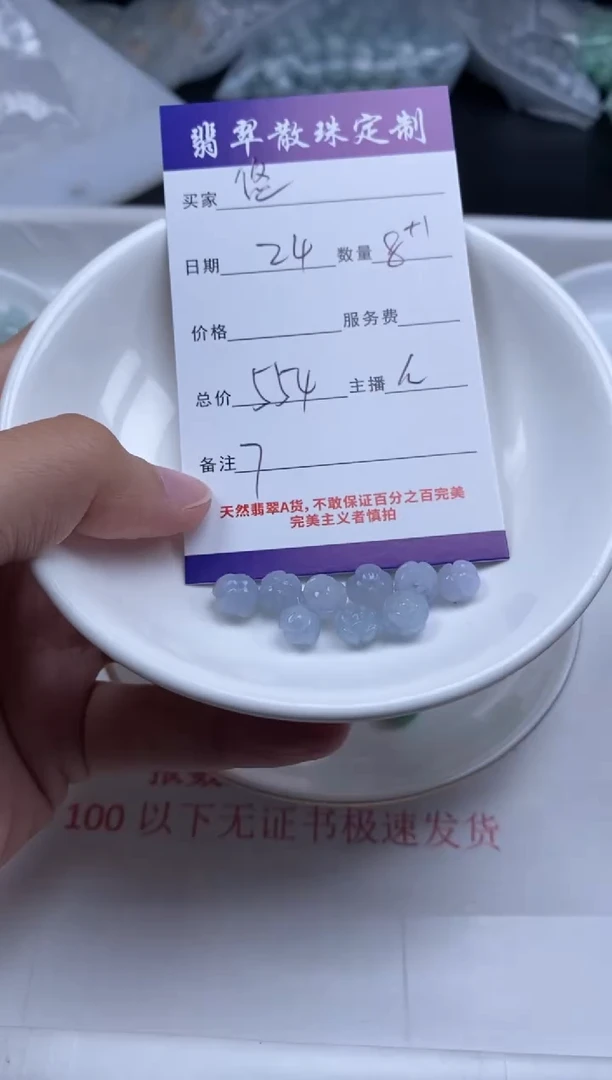 翡翠散珠定制
买家 悠
日期 24 数量 8+1
价格 服务费
总价 554 主播
备注 7
天然翡翠A货,不敢保证百分之百完美
完美主义者慎拍
100以下无证书极速发货